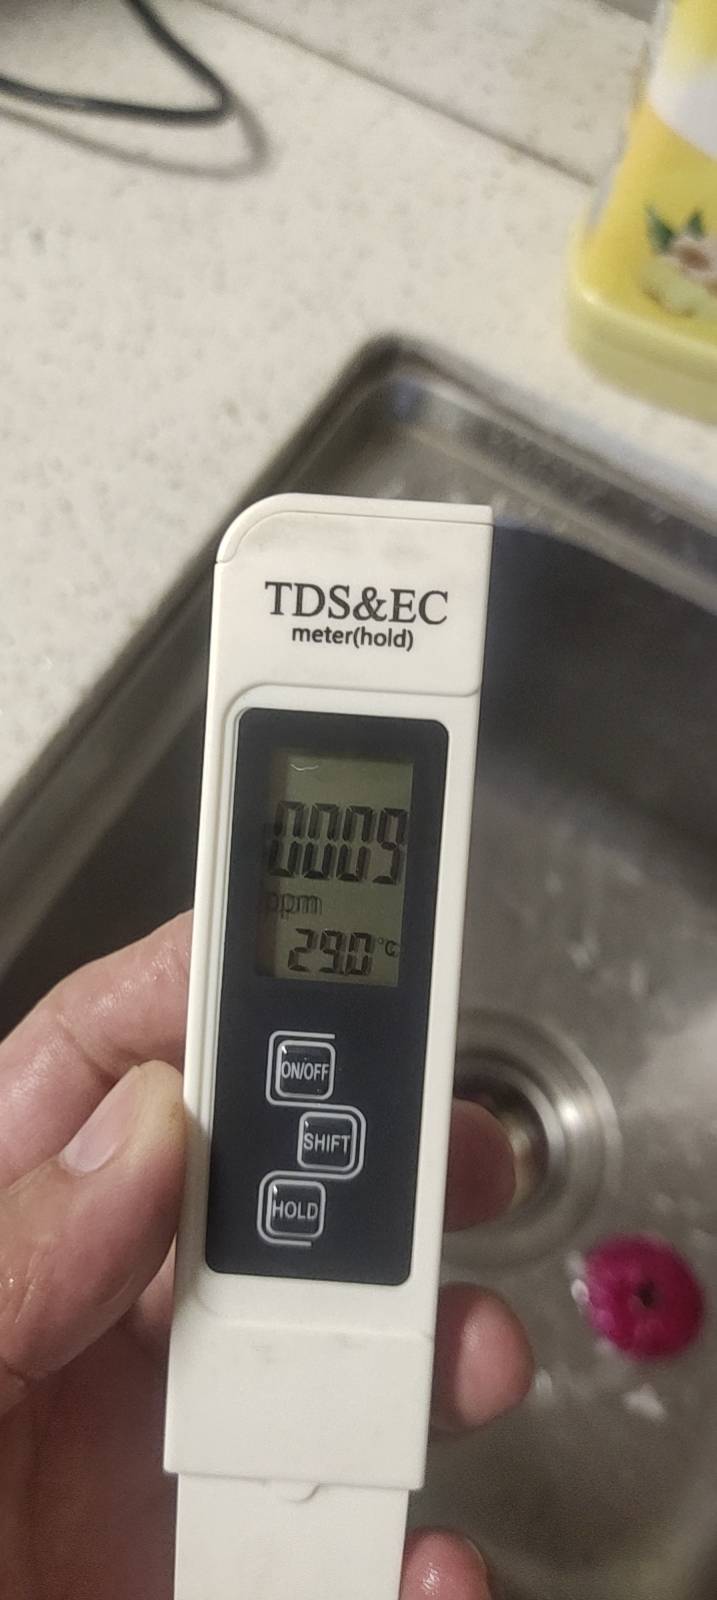 TDS&EC
meter(hold)
0009
ppm
29.0°C
ON/OFF
SHIFT
HOLD